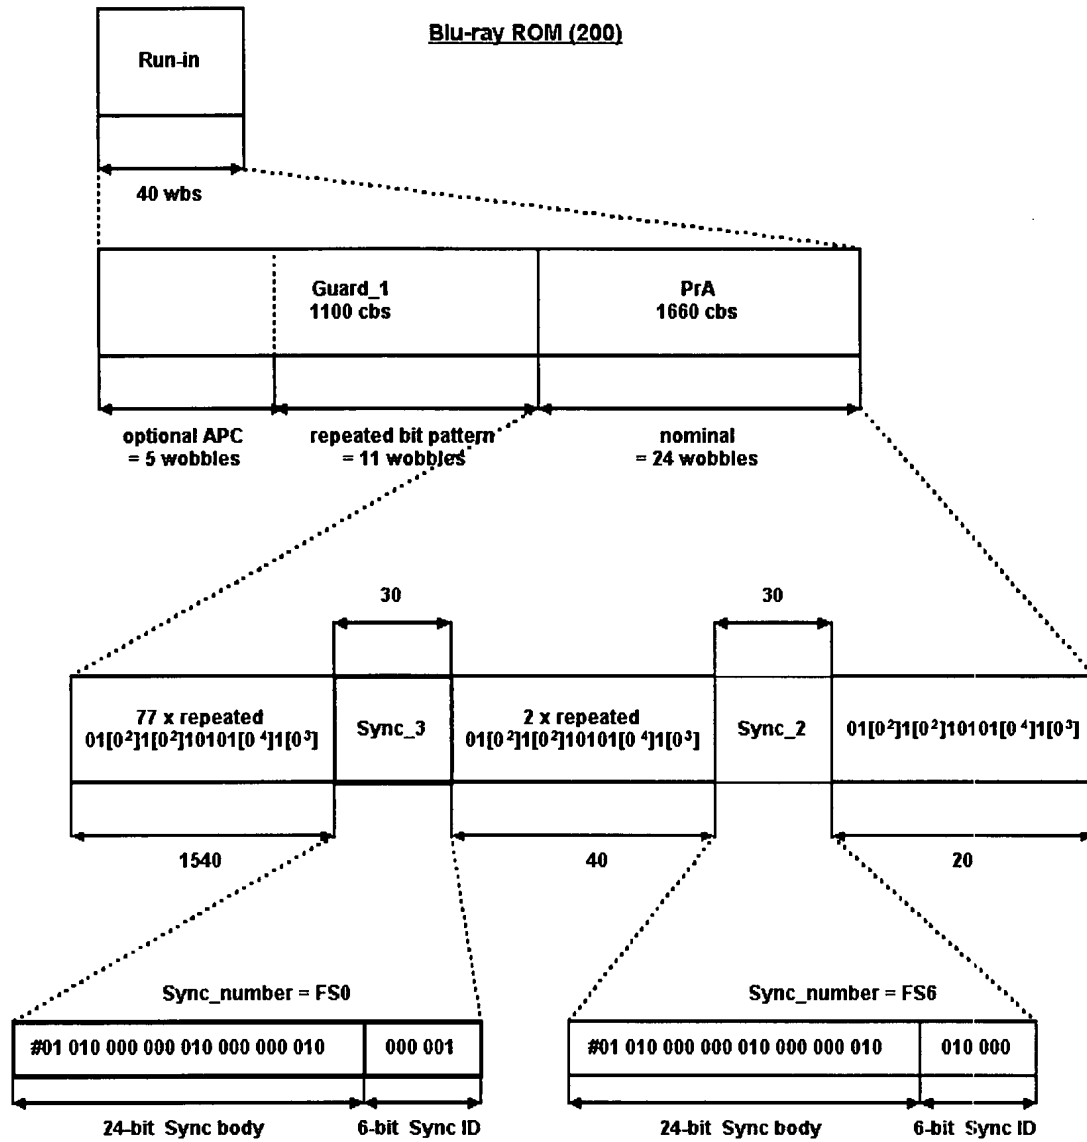 Blu-ray ROM (200)
Run-in
40 wbs
Guard_1
1100 cbs
PrA
1660 cbs
optional APC
= 5 wobbles
repeated bit pattern
= 11 wobbles
nominal
= 24 wobbles
30
30
77 x repeated
01[0²]1[0²]10101[0⁴]1[0³]
Sync_3
2 x repeated
01[0²]1[0²]10101[0⁴]1[0³]
Sync_2
01[0²]1[0²]10101[0⁴]1[0³]
1540
40
20
Sync_number = FS0
Sync_number = FS6
#01 010 000 000 010 000 000 010
000 001
#01 010 000 000 010 000 000 010
010 000
24-bit Sync body
6-bit Sync ID
24-bit Sync body
6-bit Sync ID